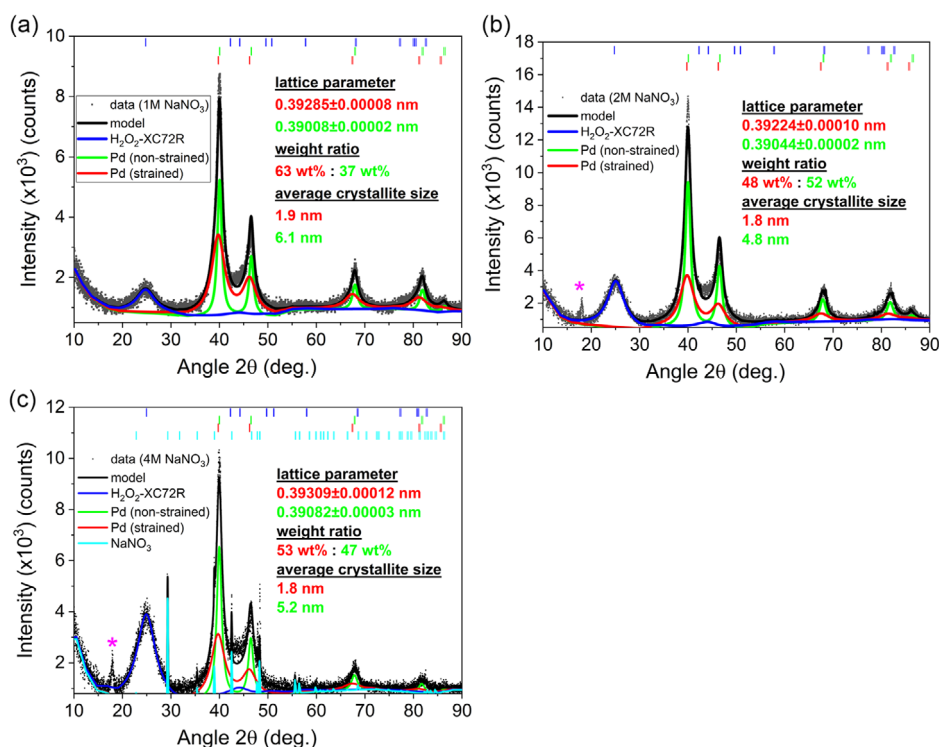 (a)
10
8
6
4
2
Intensity (x10³) (counts)
data (1M NaNO₃)
model
H₂O₂-XC72R
Pd (non-strained)
Pd (strained)
lattice parameter
0.39285±0.00008 nm
0.39008±0.00002 nm
weight ratio
63 wt% : 37 wt%
average crystallite size
1.9 nm
6.1 nm
10 20 30 40 50 60 70 80 90
Angle 2θ (deg.)
(b)
18
16
14
12
10
8
6
4
2
Intensity (x10³) (counts)
data (2M NaNO₃)
model
H₂O₂-XC72R
Pd (non-strained)
Pd (strained)
lattice parameter
0.39224±0.00010 nm
0.39044±0.00002 nm
weight ratio
48 wt% : 52 wt%
average crystallite size
1.8 nm
4.8 nm
*
10 20 30 40 50 60 70 80 90
Angle 2θ (deg.)
(c)
12
10
8
6
4
2
Intensity (x10³) (counts)
data (4M NaNO₃)
model
H₂O₂-XC72R
Pd (non-strained)
Pd (strained)
NaNO₃
lattice parameter
0.39309±0.00012 nm
0.39082±0.00003 nm
weight ratio
53 wt% : 47 wt%
average crystallite size
1.8 nm
5.2 nm
*
10 20 30 40 50 60 70 80 90
Angle 2θ (deg.)